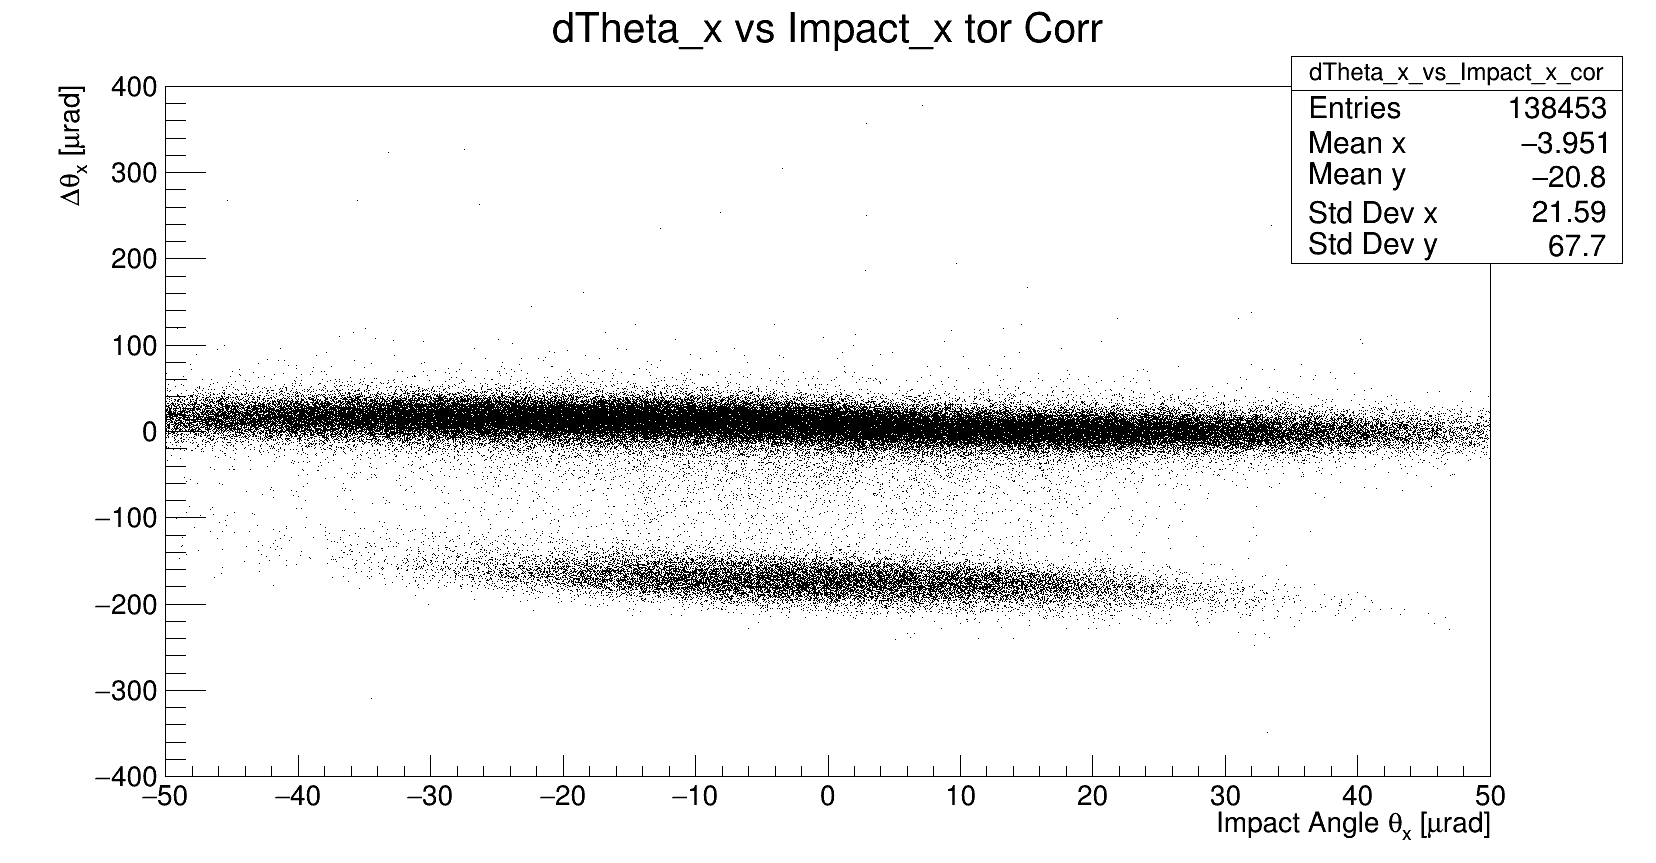 dTheta_x vs Impact_x tor Corr
dTheta_x_vs_Impact_x_cor
Entries 138453
Mean x −3.951
Mean y −20.8
Std Dev x 21.59
Std Dev y 67.7
Δθx [μrad]
400
300
200
100
0
−100
−200
−300
−400
−50 −40 −30 −20 −10 0 10 20 30 40 50
Impact Angle θx [μrad]